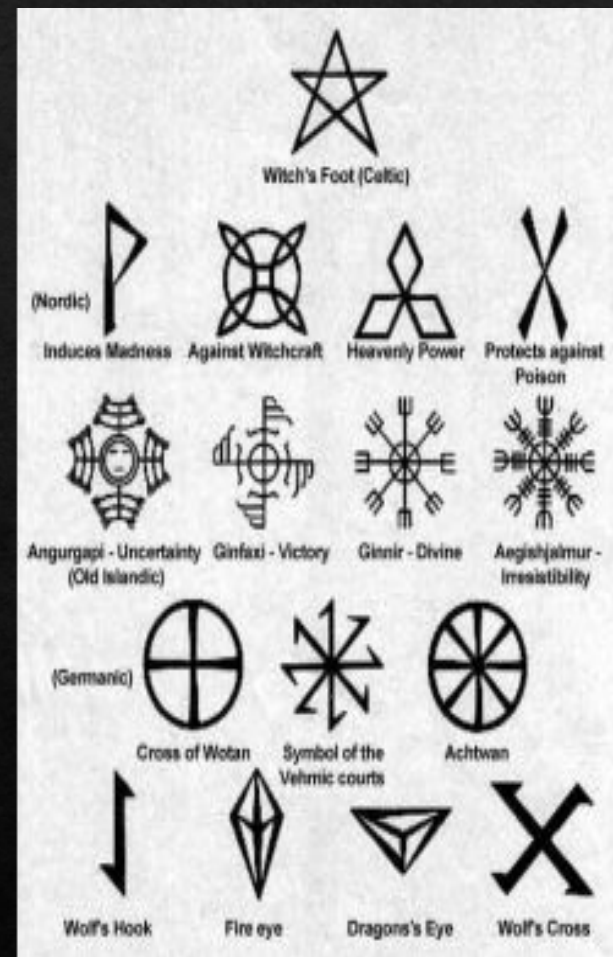 Witch's Foot (Celtic)
(Nordic)
Induces Madness Against Witchcraft Heavenly Power Protects against
Poison
Angurgapi - Uncertainty Ginfaxi - Victory Ginnir - Divine Aegishjalmur -
(Old Islandic) Irresistibility
(Germanic)
Cross of Wotan Symbol of the Achtwan
Vehmic courts
Wolf's Hook Fire eye Dragons's Eye Wolf's Cross